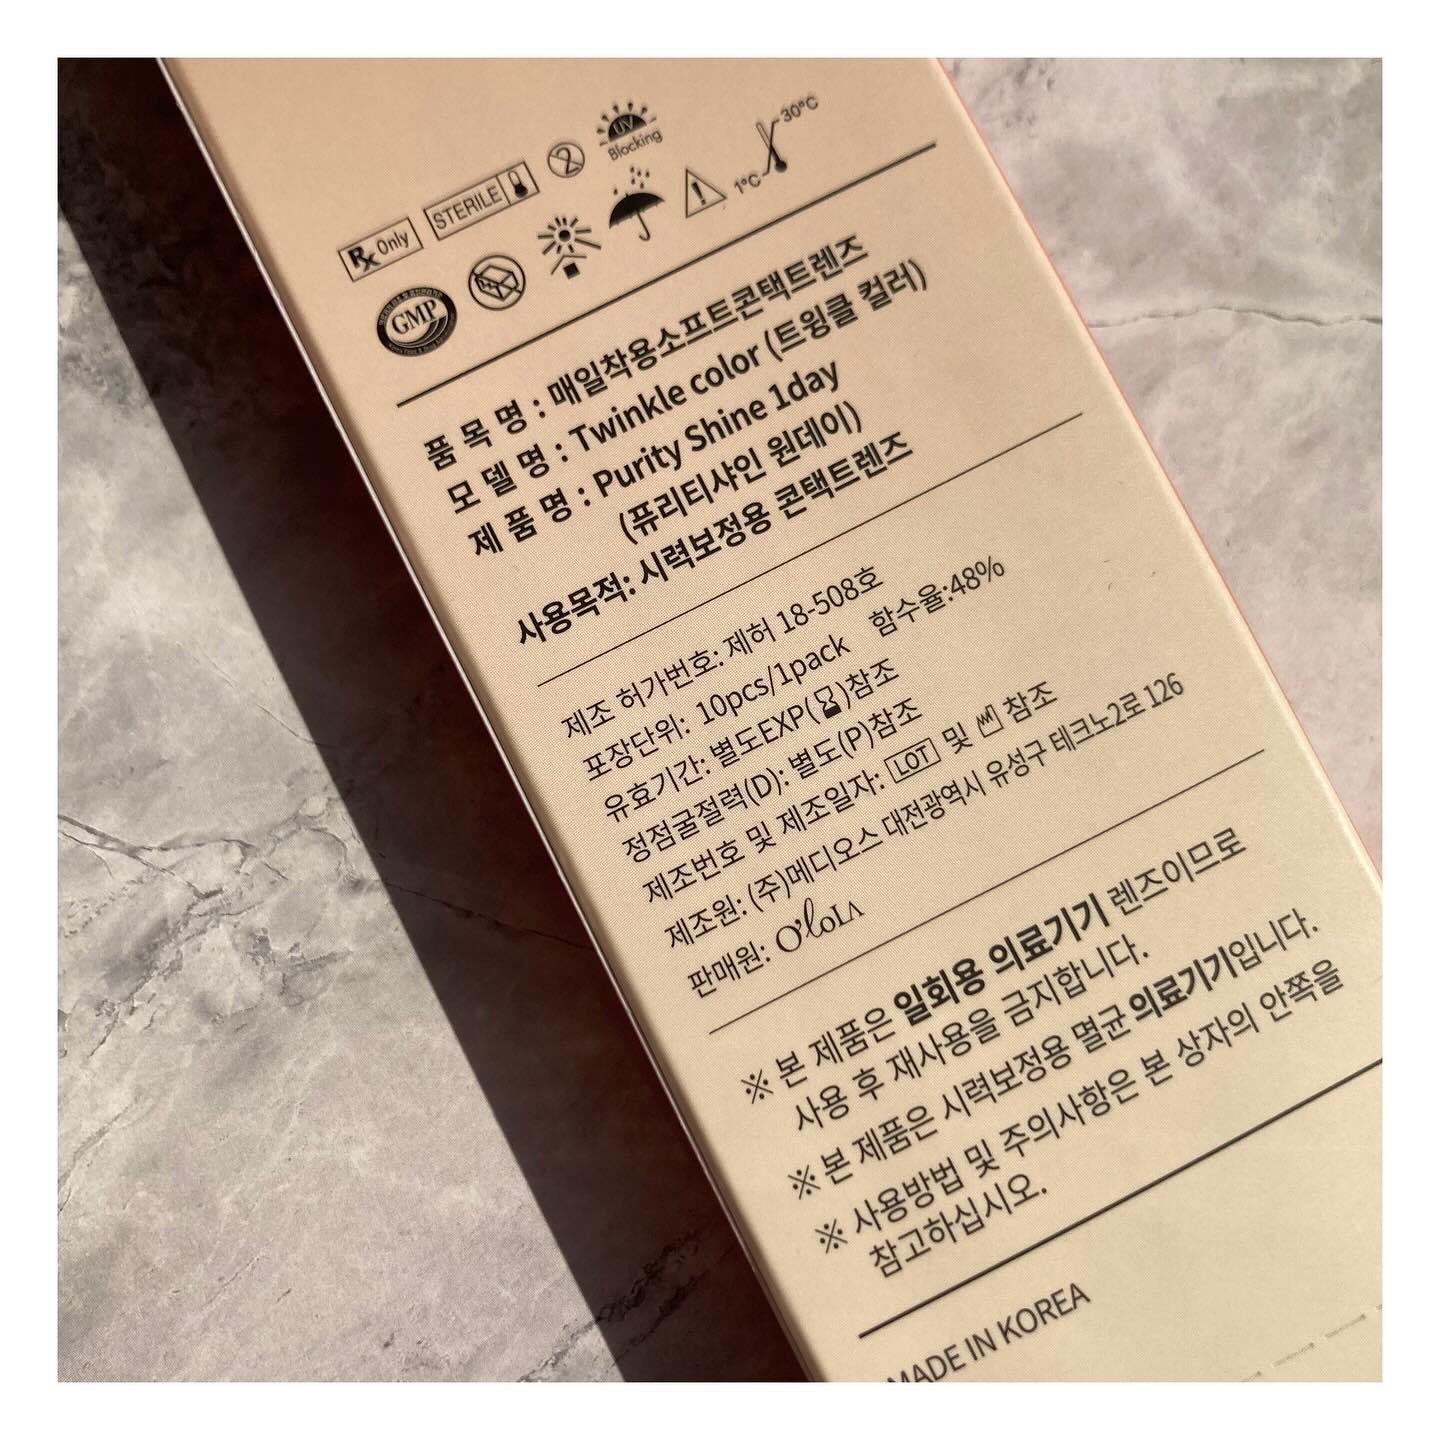 Rx Only
STERILE
2
UV
Blocking
GMP
1°C
30°C
품 목 명 : 매일착용소프트콘택트렌즈
모 델 명 : Twinkle color (트윙클 컬러)
제 품 명 : Purity Shine 1day
(퓨리티샤인 원데이)
사용목적: 시력보정용 콘택트렌즈
제조 허가번호: 제허 18-508호
포장단위: 10pcs/1pack 함수율:48%
유효기간: 별도EXP(⌛)참조
정점굴절력(D): 별도(P)참조
제조번호 및 제조일자: LOT 및 참조
제조원: (주)메디오스 대전광역시 유성구 테크노2로 126
판매원: O'loLA
※ 본 제품은 일회용 의료기기 렌즈이므로
사용 후 재사용을 금지합니다.
※ 본 제품은 시력보정용 멸균 의료기기입니다.
※ 사용방법 및 주의사항은 본 상자의 안쪽을
참고하십시오.
MADE IN KOREA